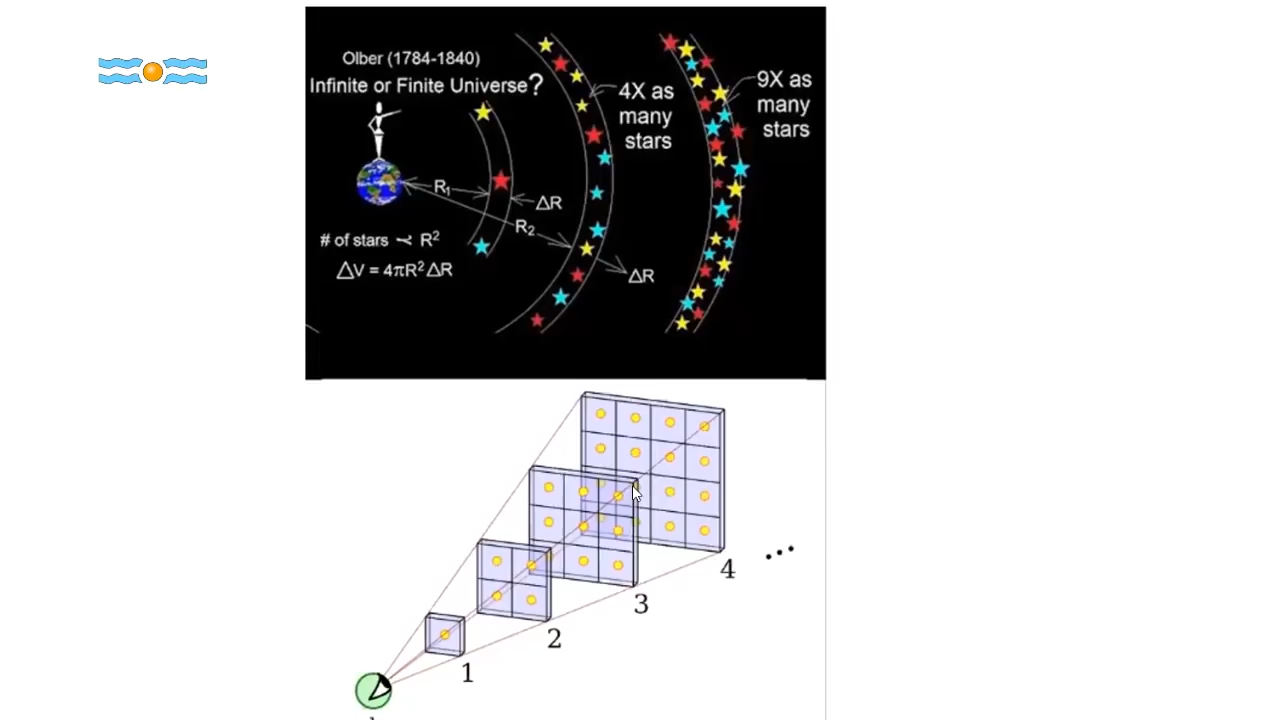 Olber (1784-1840)
Infinite or Finite Universe?
4X as
many
stars
9X as
many
stars
R1
ΔR
R2
# of stars ~ R²
ΔV = 4πR²ΔR
ΔR
4
...
3
2
1